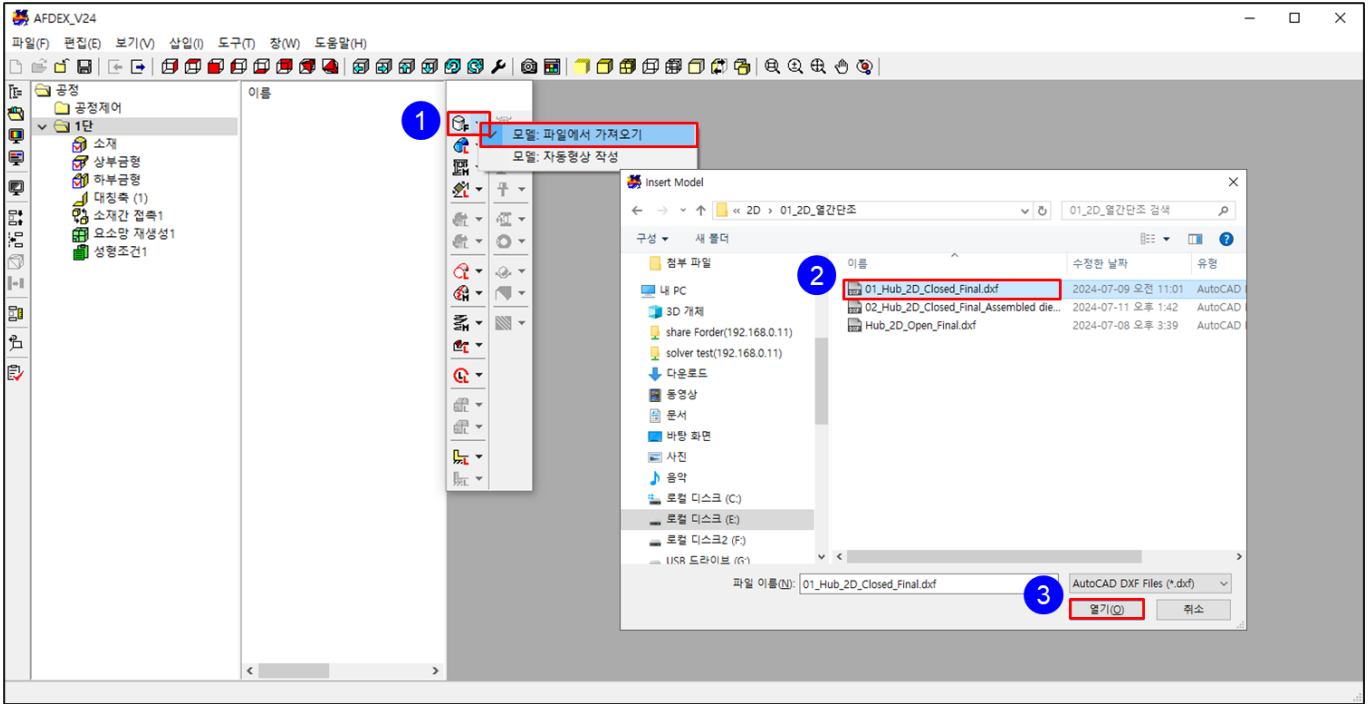 AFDEX_V24
파일(F) 편집(E) 보기(V) 삽입(I) 도구(T) 창(W) 도움말(H)
공정
공정제어
1단
소재
상부금형
하부금형
대칭축 (1)
소재간 접촉1
요소망 재생성1
성형조건1
이름
1
모델: 파일에서 가져오기
모델: 자동형상 작성
Insert Model
« 2D › 01_2D_열간단조
01_2D_열간단조 검색
구성 새 폴더
첨부 파일
내 PC
3D 개체
share Forder(192.168.0.11)
solver test(192.168.0.11)
다운로드
동영상
문서
바탕 화면
사진
음악
로컬 디스크 (C:)
로컬 디스크 (E:)
로컬 디스크2 (F:)
USB 드라이브 (G:)
2
이름 수정한 날짜 유형
01_Hub_2D_Closed_Final.dxf 2024-07-09 오전 11:01 AutoCAD
02_Hub_2D_Closed_Final_Assembled die... 2024-07-11 오후 1:42 AutoCAD
Hub_2D_Open_Final.dxf 2024-07-08 오후 3:39 AutoCAD
파일 이름(N): 01_Hub_2D_Closed_Final.dxf
AutoCAD DXF Files (*.dxf)
3
열기(O) 취소